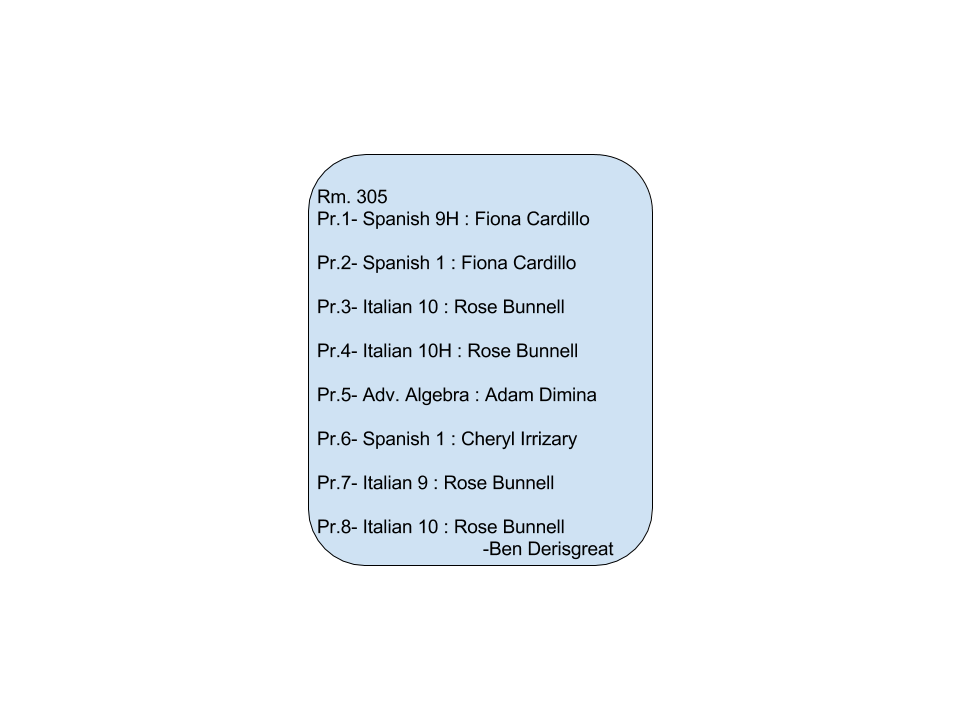 Rm. 305
Pr.1- Spanish 9H : Fiona Cardillo
Pr.2- Spanish 1 : Fiona Cardillo
Pr.3- Italian 10 : Rose Bunnell
Pr.4- Italian 10H : Rose Bunnell
Pr.5- Adv. Algebra : Adam Dimina
Pr.6- Spanish 1 : Cheryl Irrizary
Pr.7- Italian 9 : Rose Bunnell
Pr.8- Italian 10 : Rose Bunnell
-Ben Derisgreat